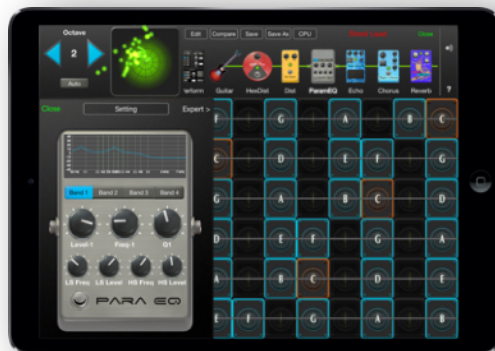 Octave
2
Auto
Edit Compare Save Save As CPU
Close
erform Guitar HexDist Dist ParamEQ Echo Chorus Reverb
?
Close Setting Expert >
Band 1 Band 2 Band 3 Band 4
Level-1 Freq-1 Q1
LS Freq LS Level HS Freq HS Level
PARA EQ
F G A B C
C D E F G
G A B C D
D E F G A
A B C D E
E F G A B